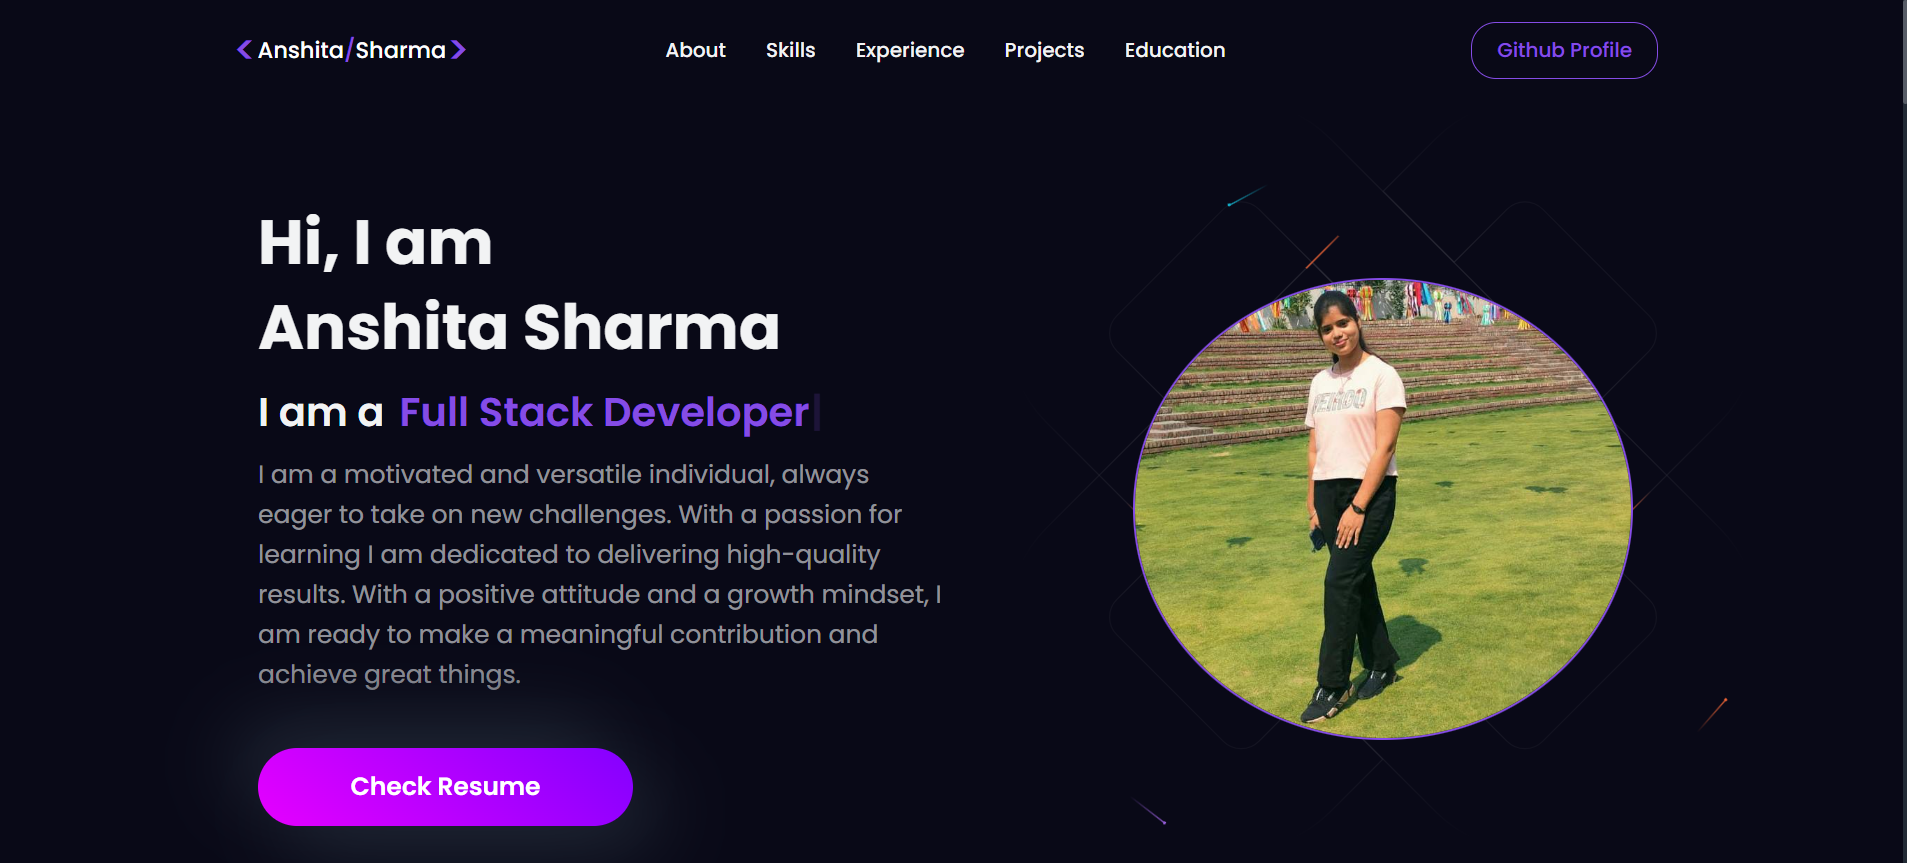 <Anshita/Sharma>
About Skills Experience Projects Education
Github Profile
Hi, I am
Anshita Sharma
I am a Full Stack Developer|
I am a motivated and versatile individual, always
eager to take on new challenges. With a passion for
learning I am dedicated to delivering high-quality
results. With a positive attitude and a growth mindset, I
am ready to make a meaningful contribution and
achieve great things.
Check Resume